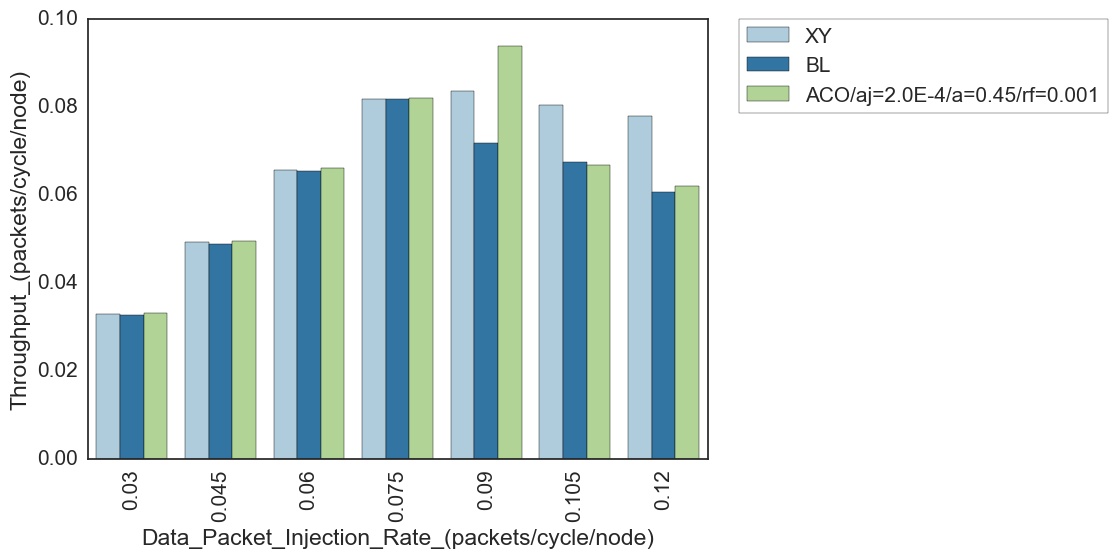 0.10
0.08
0.06
0.04
0.02
0.00
Throughput_(packets/cycle/node)
0.03
0.045
0.06
0.075
0.09
0.105
0.12
Data_Packet_Injection_Rate_(packets/cycle/node)
XY
BL
ACO/aj=2.0E-4/a=0.45/rf=0.001